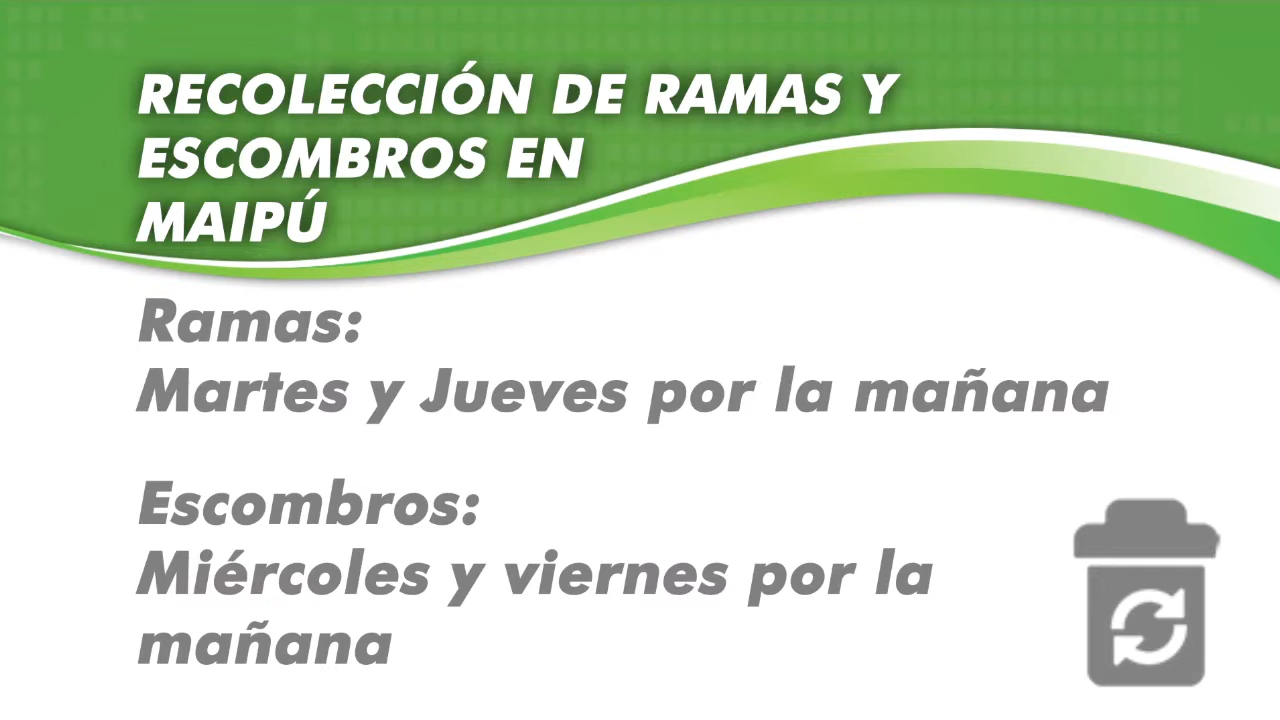 RECOLECCIÓN DE RAMAS Y
ESCOMBROS EN
MAIPÚ
Ramas:
Martes y Jueves por la mañana
Escombros:
Miércoles y viernes por la
mañana